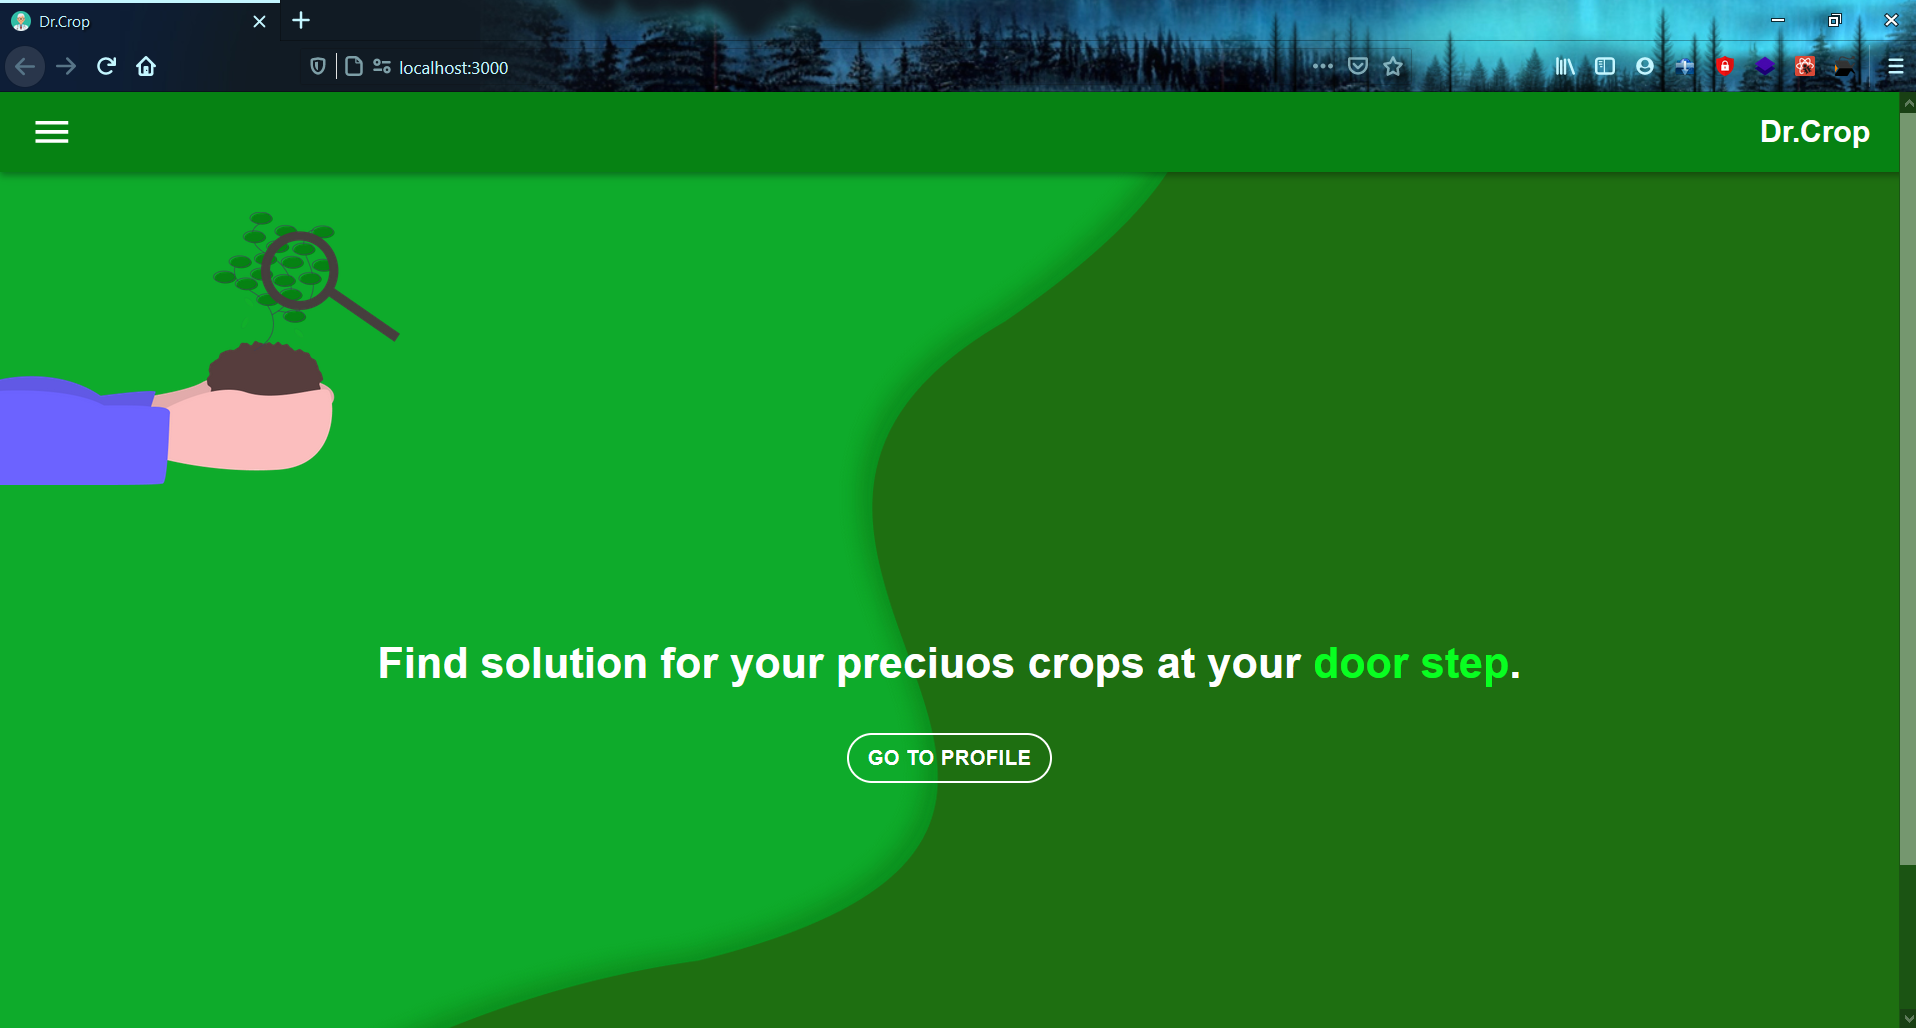 Dr.Crop
localhost:3000
Dr.Crop
Find solution for your preciuos crops at your door step.
GO TO PROFILE